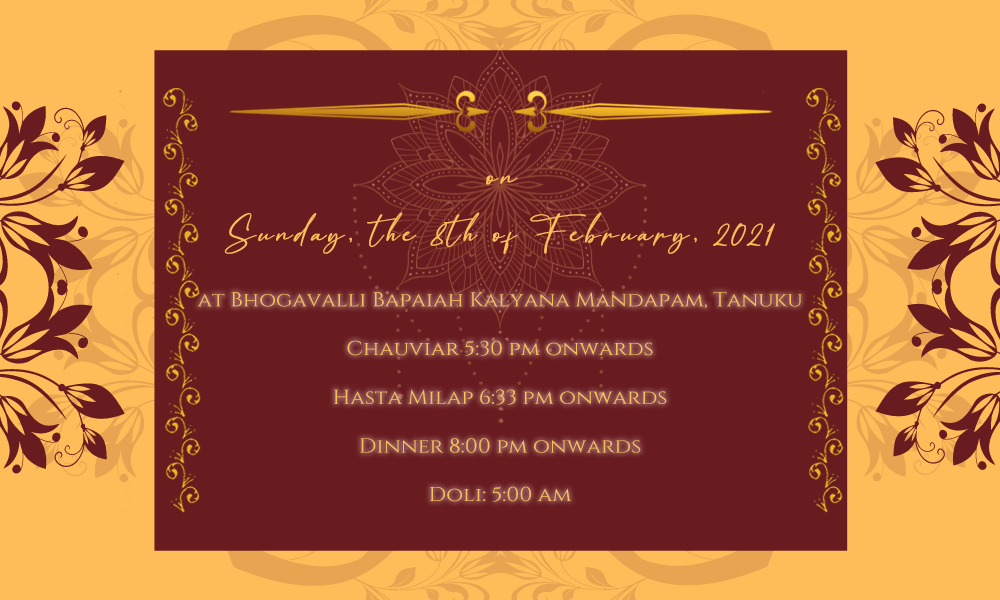 on
Sunday, the 8th of February, 2021
at Bhogavalli Bapaiah Kalyana Mandapam, Tanuku
Chauviar 5:30 pm onwards
Hasta Milap 6:33 pm onwards
Dinner 8:00 pm onwards
Doli: 5:00 am